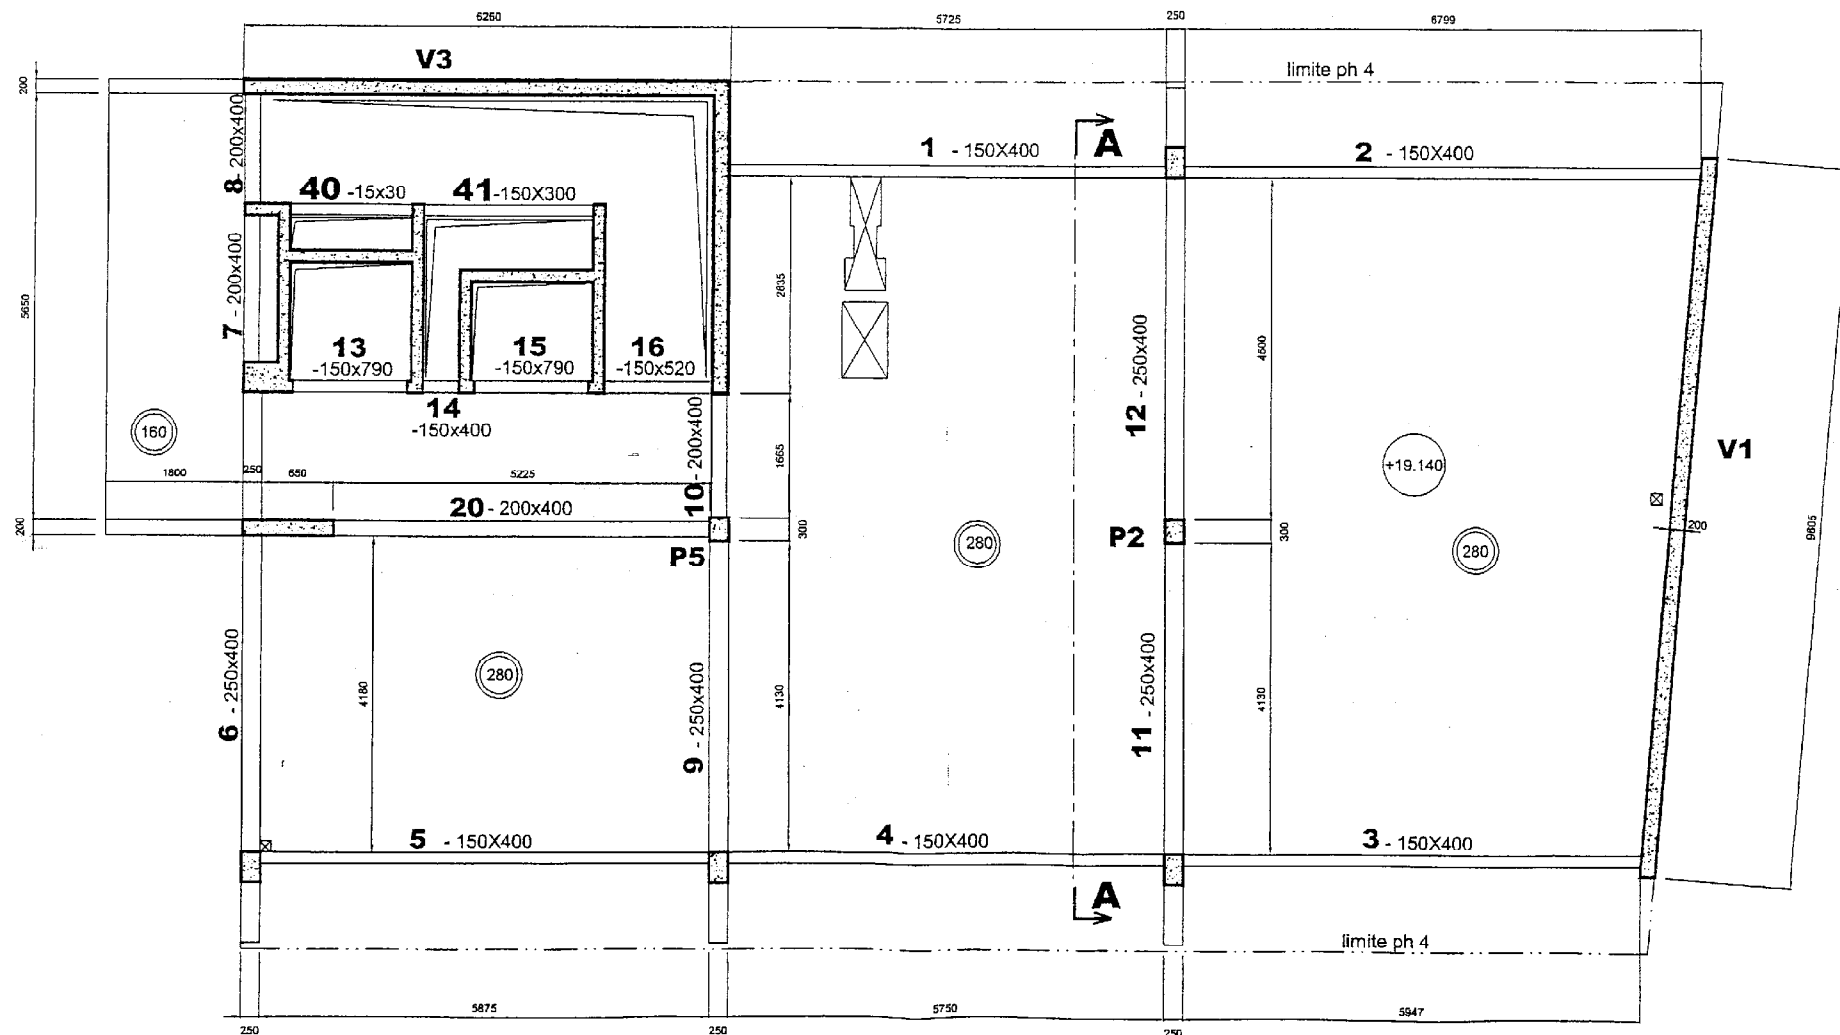 6260
5725
250
6799
V3
limite ph 4
200
8 - 200x400
1 - 150X400
A
2 - 150X400
40 -15x30
41-150X300
7 - 200x400
5650
2835
4600
13
-150x790
15
-150x790
16
-150x520
14
-150x400
12 - 250x400
160
10 - 200x400
1665
+19.140
V1
1800
250
650
5225
20 - 200x400
200
P5
300
280
P2
300
280
200
9805
6 - 250x400
4180
280
9 - 250x400
4130
11 - 250x400
4130
5 - 150X400
4 - 150X400
3 - 150X400
A
limite ph 4
5875
5750
5947
250
250
250